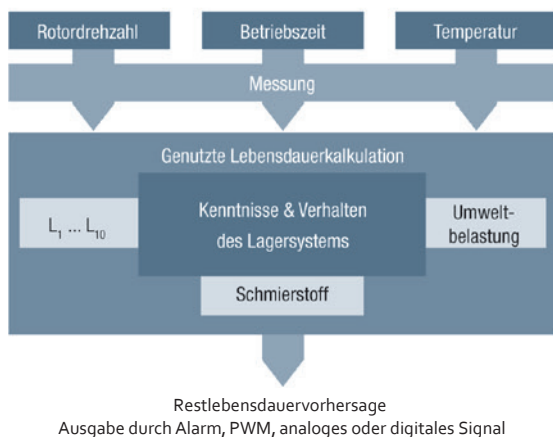 Rotordrehzahl Betriebszeit Temperatur
Messung
Genutzte Lebensdauerkalkulation
L1 ... L10
Kenntnisse & Verhalten
des Lagersystems
Umwelt-
belastung
Schmierstoff
Restlebensdauervorhersage
Ausgabe durch Alarm, PWM, analoges oder digitales Signal